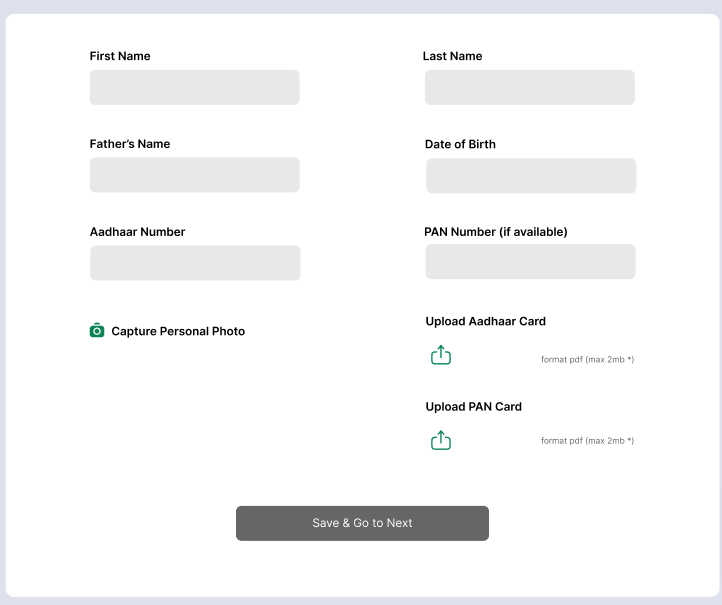 First Name
Last Name
Father’s Name
Date of Birth
Aadhaar Number
PAN Number (if available)
Capture Personal Photo
Upload Aadhaar Card
format pdf (max 2mb *)
Upload PAN Card
format pdf (max 2mb *)
Save & Go to Next